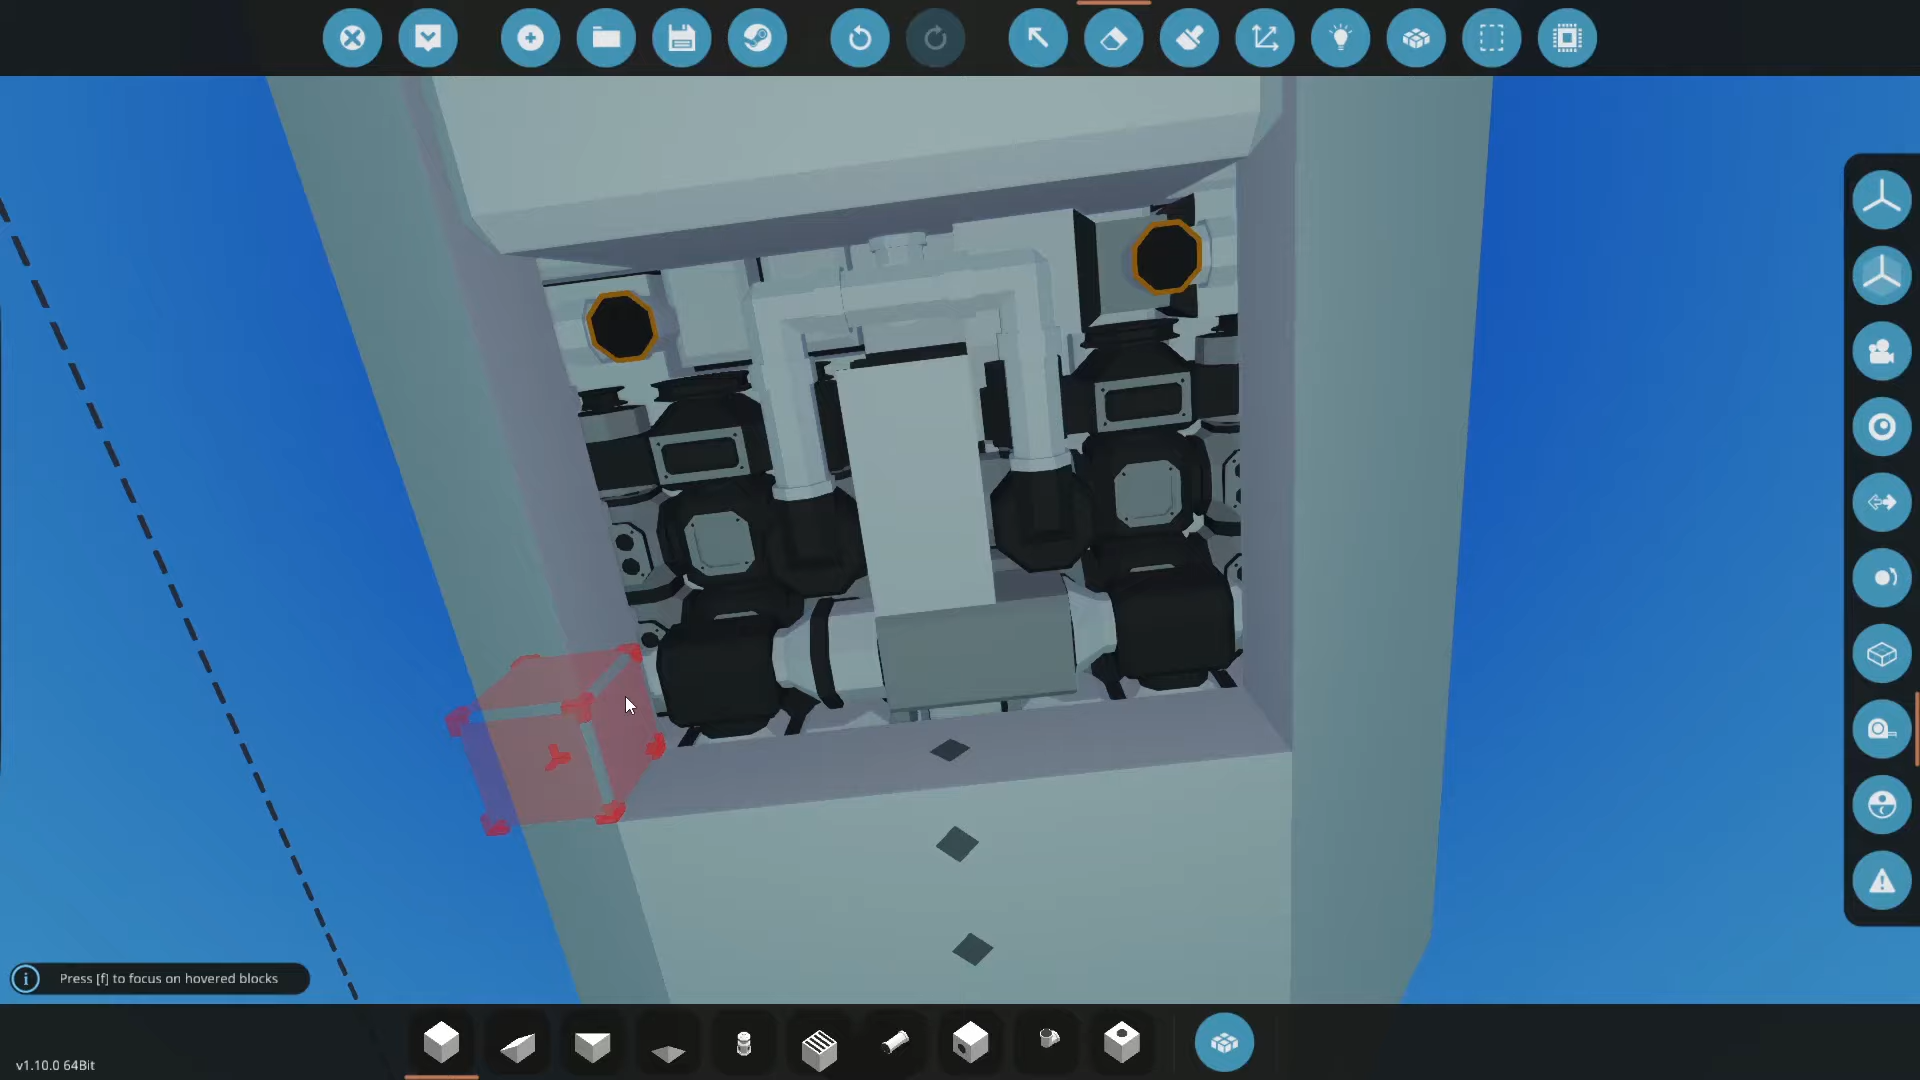 Press [f] to focus on hovered blocks
v1.10.0 64Bit